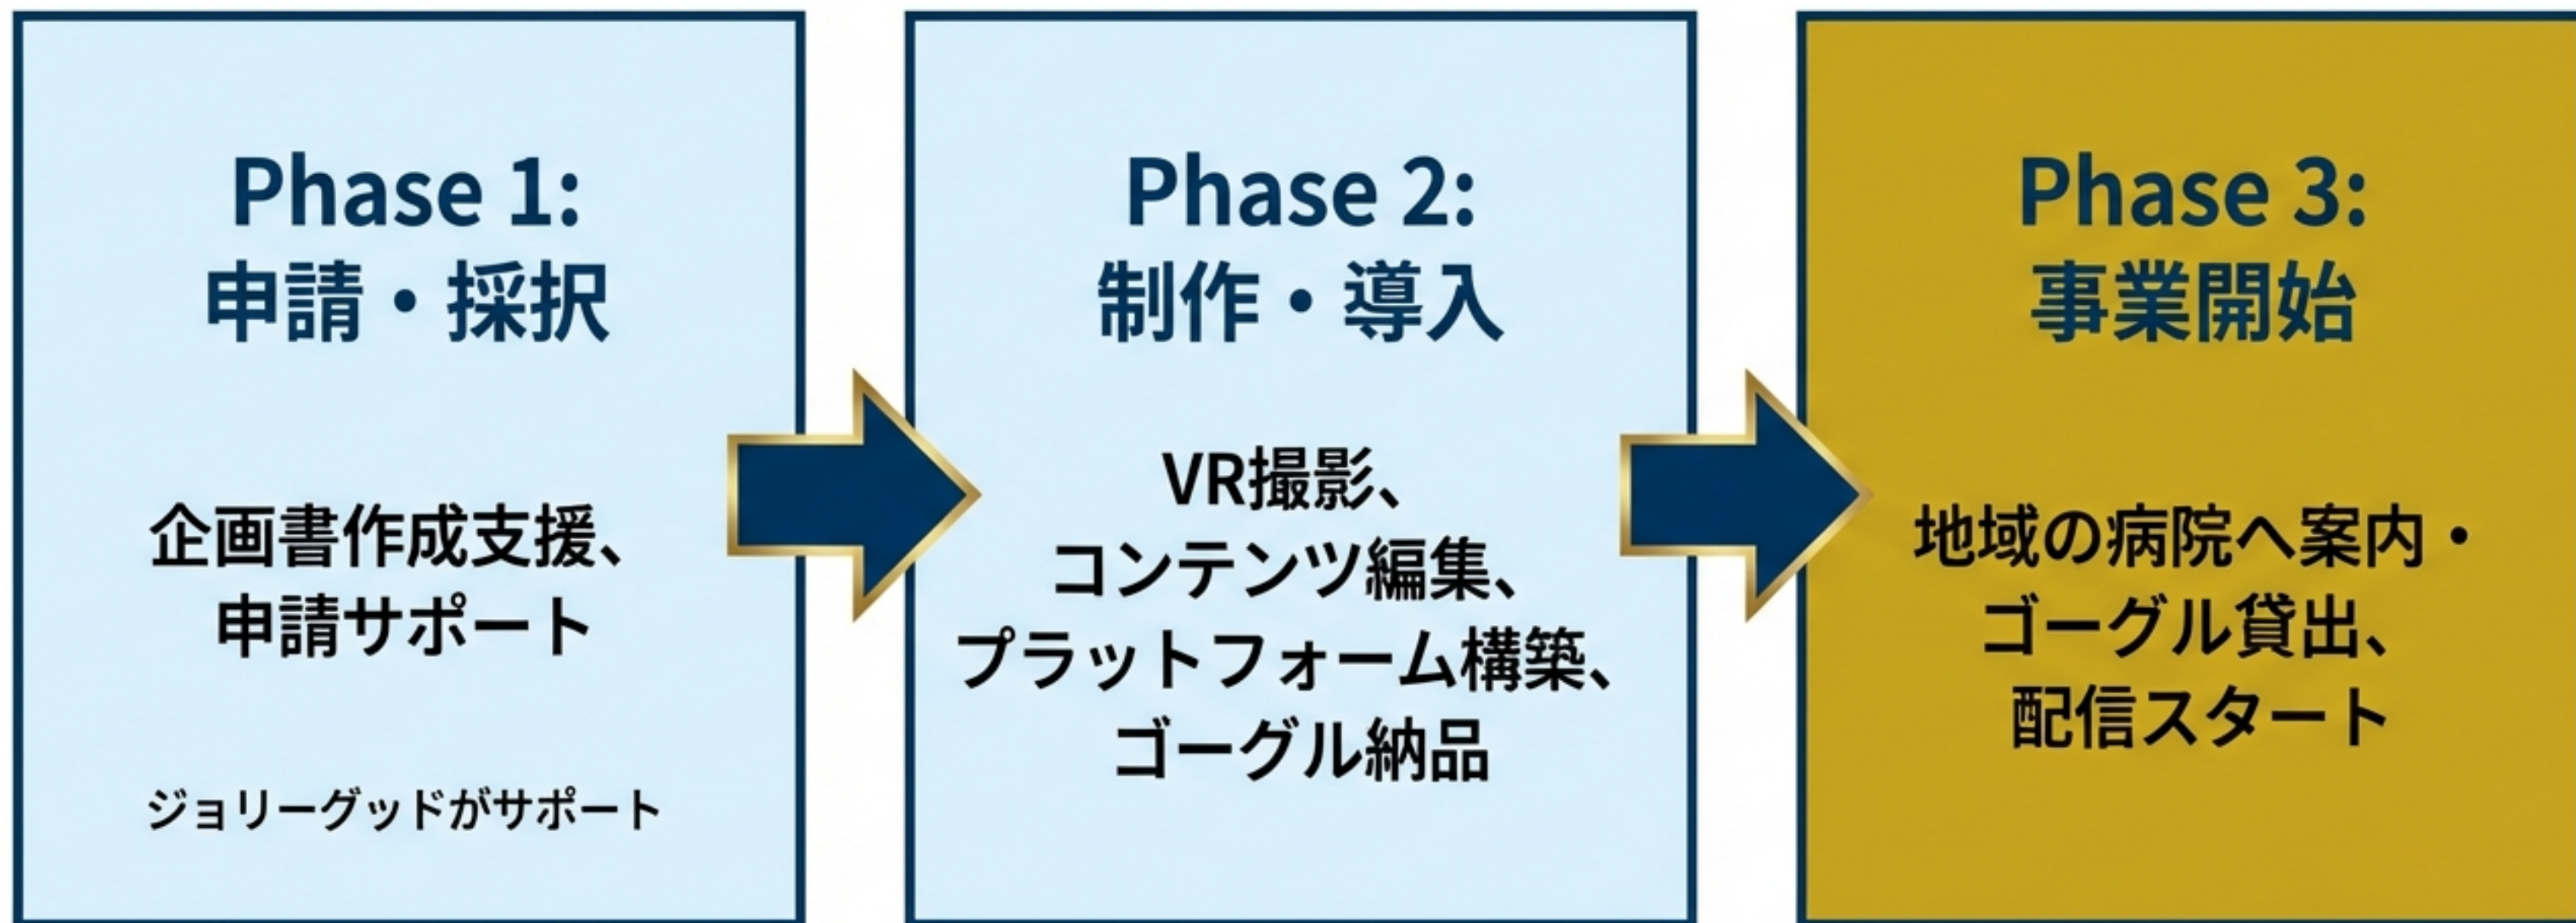 Phase 1:
申請・採択
企画書作成支援、
申請サポート
ジョリーグッドがサポート
Phase 2:
制作・導入
VR撮影、
コンテンツ編集、
プラットフォーム構築、
ゴーグル納品
Phase 3:
事業開始
地域の病院へ案内・
ゴーグル貸出、
配信スタート